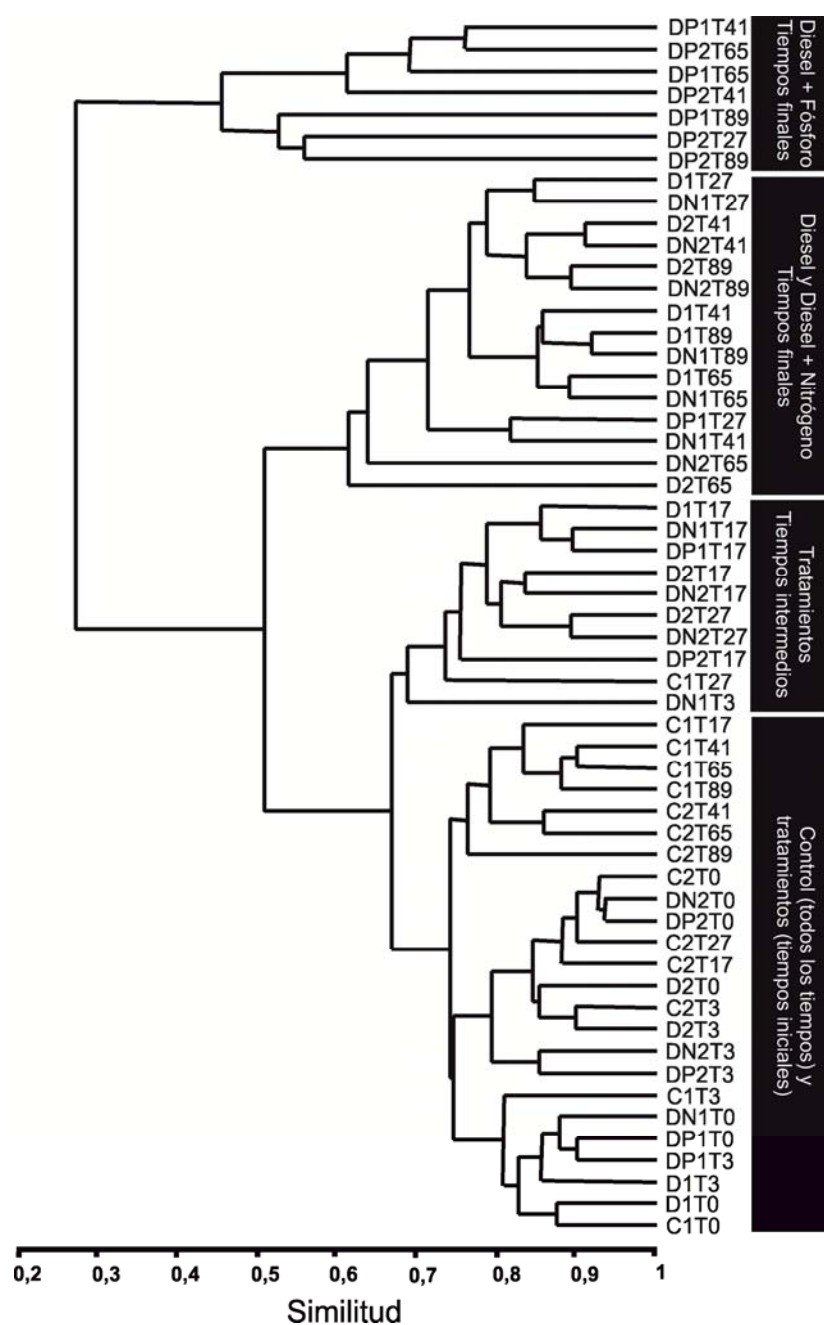 DP1T41
DP2T65
DP1T65
DP2T41
DP1T89
DP2T27
DP2T89
Diesel + Fósforo
Tiempos finales
D1T27
DN1T27
D2T41
DN2T41
D2T89
DN2T89
D1T41
D1T89
DN1T89
D1T65
DN1T65
DP1T27
DN1T41
DN2T65
D2T65
Diesel y Diesel + Nitrógeno
Tiempos finales
D1T17
DN1T17
DP1T17
D2T17
DN2T17
D2T27
DN2T27
DP2T17
C1T27
DN1T3
Tratamientos
Tiempos intermedios
C1T17
C1T41
C1T65
C1T89
C2T41
C2T65
C2T89
C2T0
DN2T0
DP2T0
C2T27
C2T17
D2T0
C2T3
D2T3
DN2T3
DP2T3
C1T3
DN1T0
DP1T0
DP1T3
D1T3
D1T0
C1T0
Control (todos los tiempos) y
tratamientos (tiempos iniciales)
0,2 0,3 0,4 0,5 0,6 0,7 0,8 0,9 1
Similitud